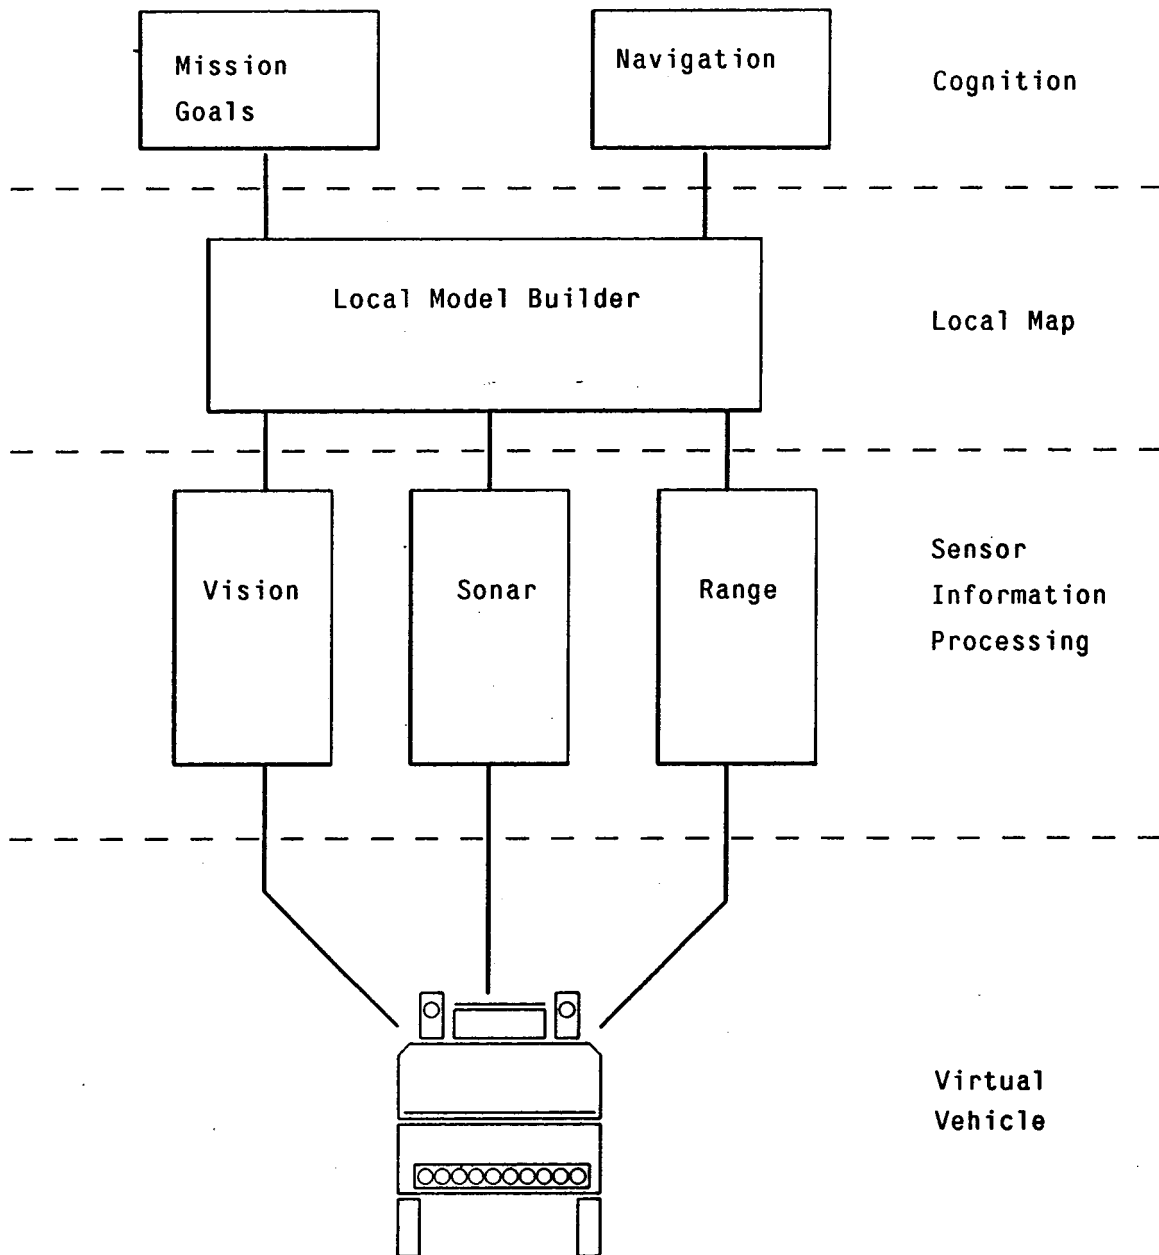 Mission
Goals
Navigation
Cognition
Local Model Builder
Local Map
Vision
Sonar
Range
Sensor
Information
Processing
Virtual
Vehicle